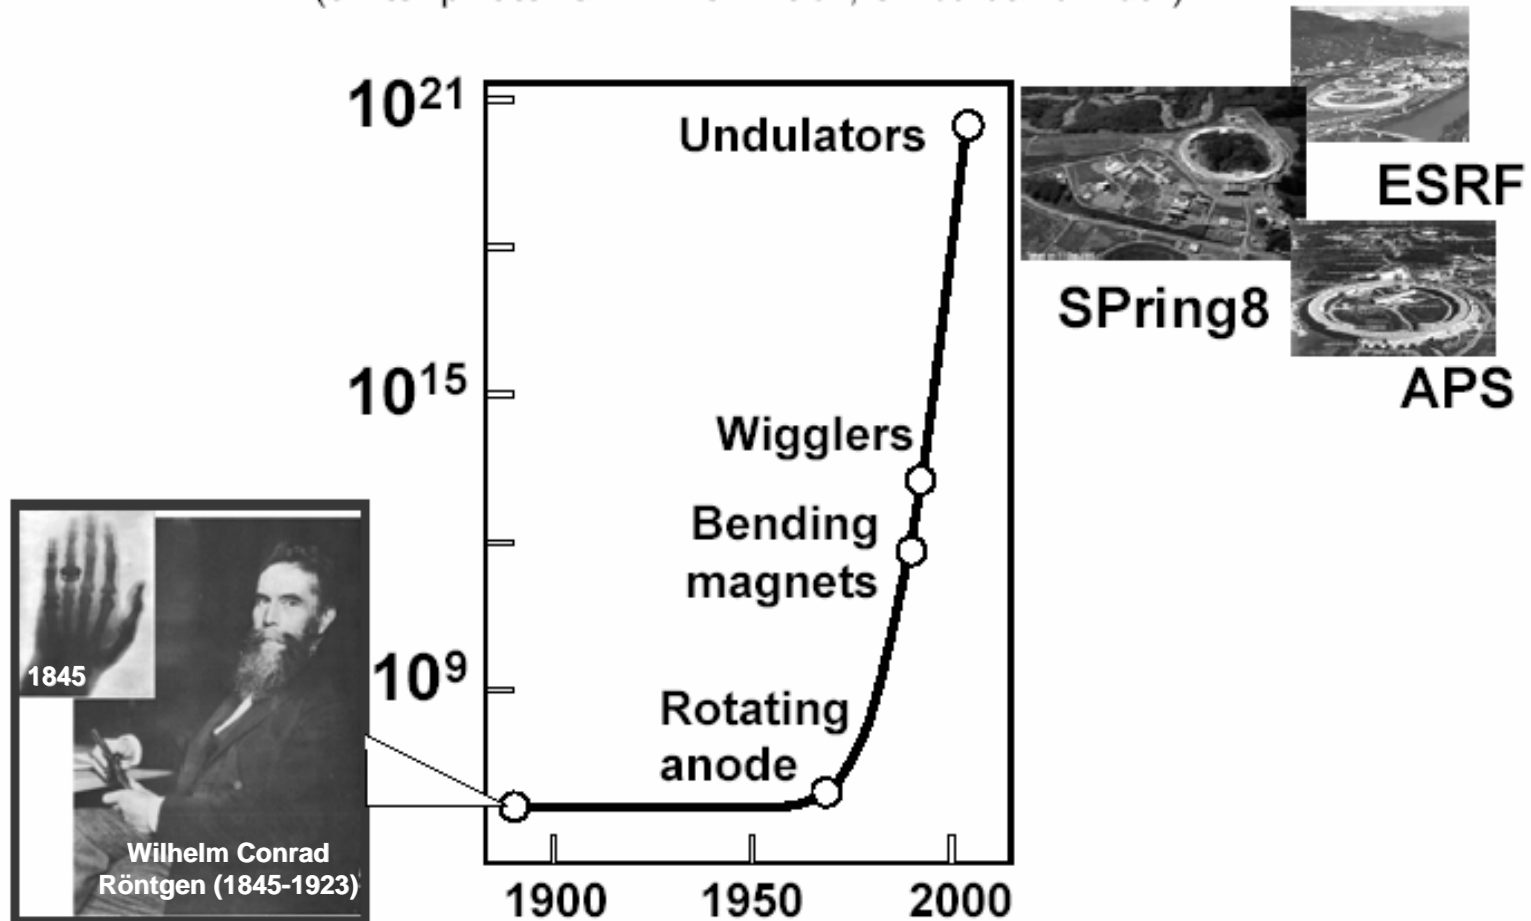 10²¹
Undulators
ESRF
SPring8
10¹⁵
APS
Wigglers
Bending
magnets
1845
10⁹
Rotating
anode
Wilhelm Conrad
Röntgen (1845-1923)
1900 1950 2000